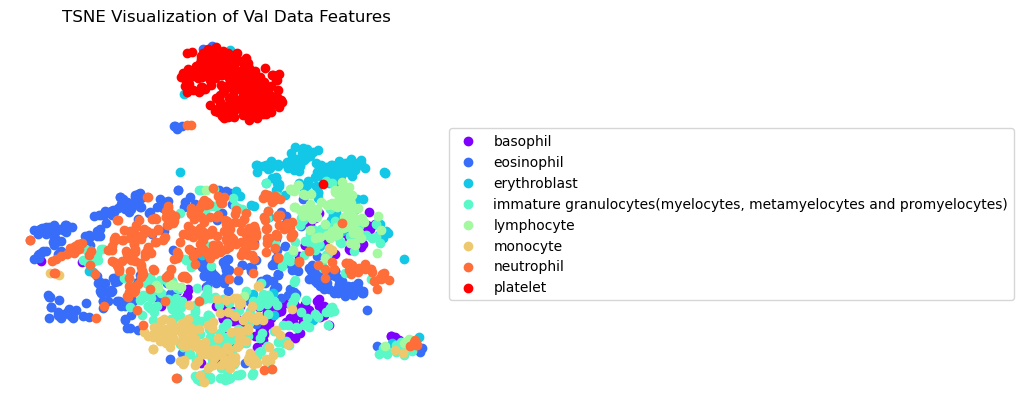 TSNE Visualization of Val Data Features
basophil
eosinophil
erythroblast
immature granulocytes(myelocytes, metamyelocytes and promyelocytes)
lymphocyte
monocyte
neutrophil
platelet